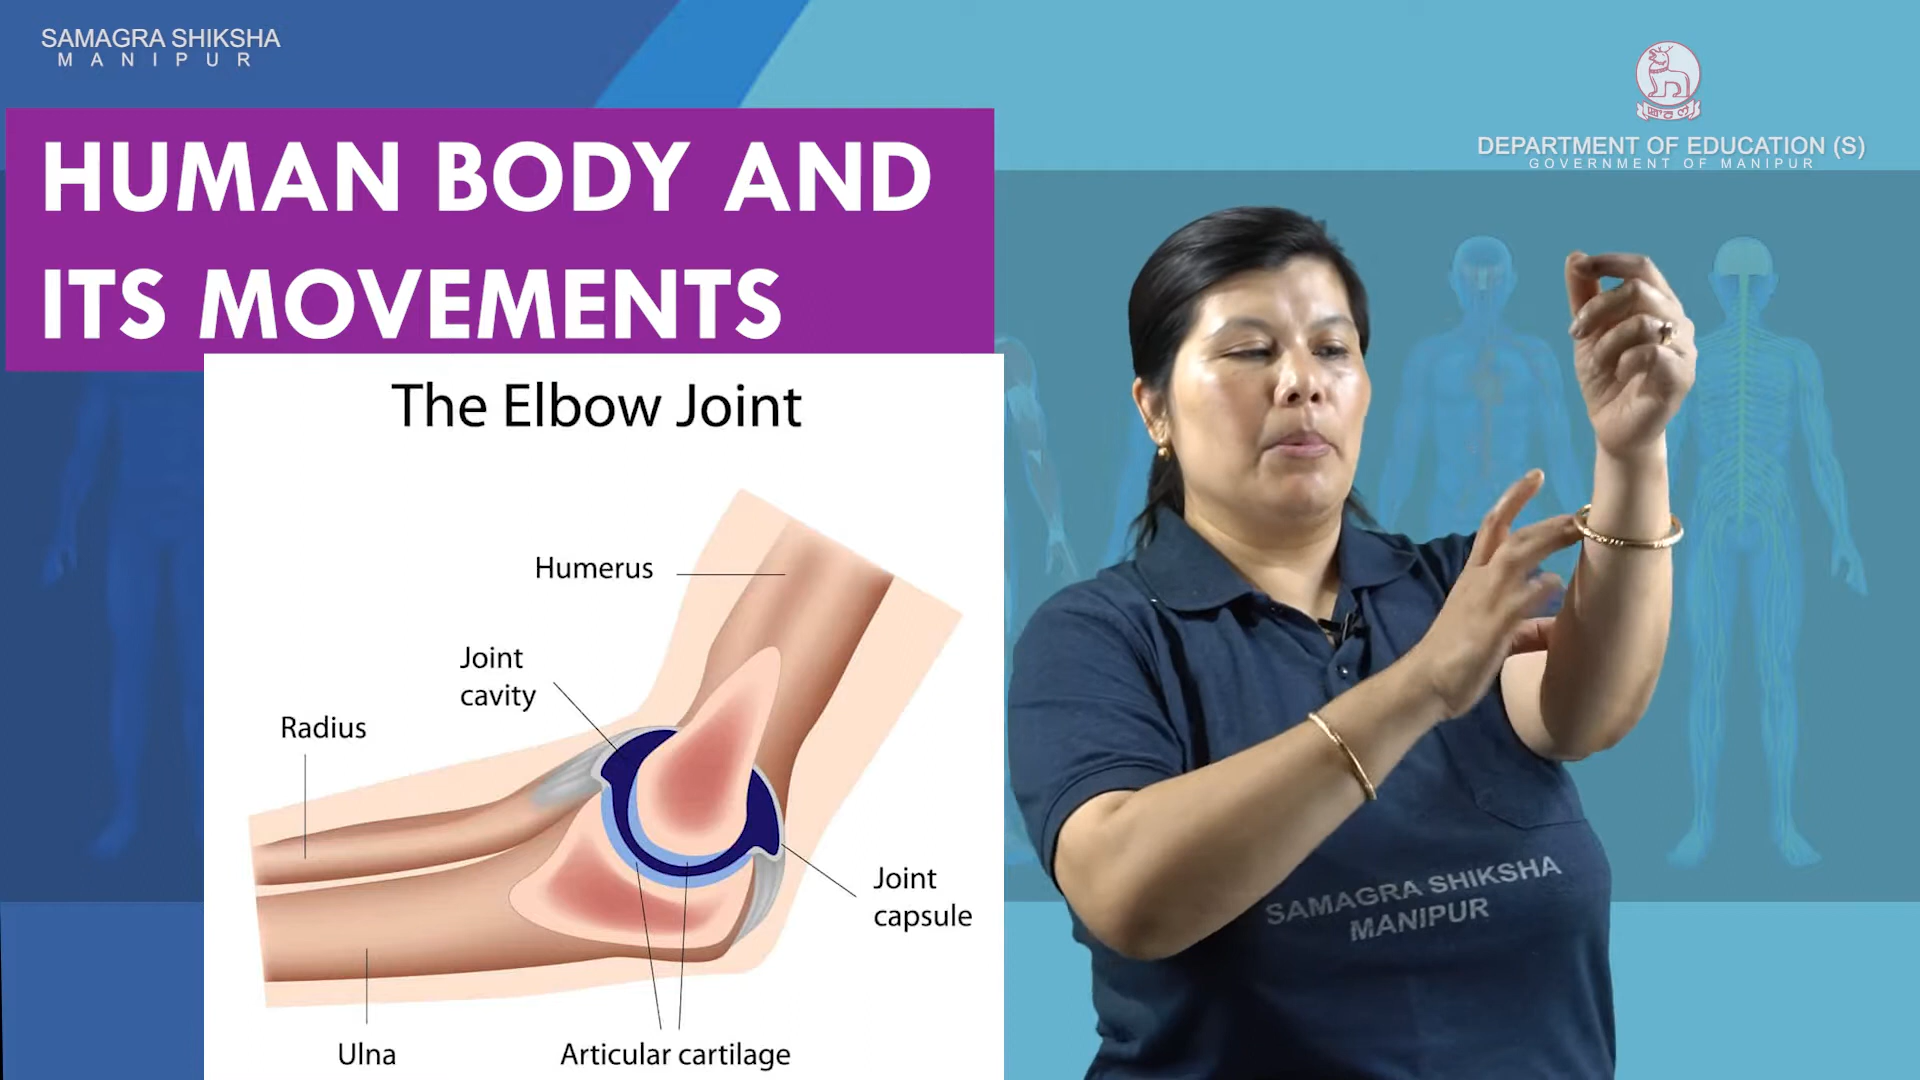 SAMAGRA SHIKSHA
MANIPUR
DEPARTMENT OF EDUCATION (S)
GOVERNMENT OF MANIPUR
HUMAN BODY AND
ITS MOVEMENTS
The Elbow Joint
Humerus
Joint
cavity
Radius
Joint
capsule
Ulna
Articular cartilage
SAMAGRA SHIKSHA
MANIPUR